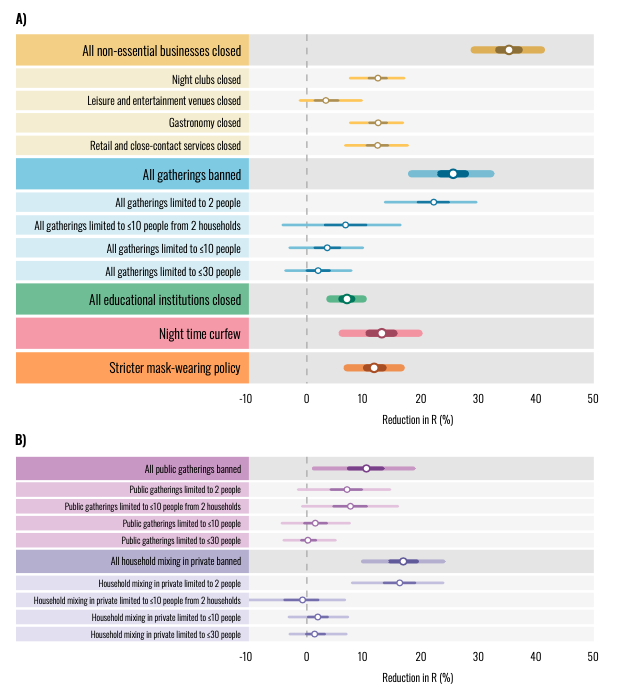 A)
All non-essential businesses closed
Night clubs closed
Leisure and entertainment venues closed
Gastronomy closed
Retail and close-contact services closed
All gatherings banned
All gatherings limited to 2 people
All gatherings limited to ≤10 people from 2 households
All gatherings limited to ≤10 people
All gatherings limited to ≤30 people
All educational institutions closed
Night time curfew
Stricter mask-wearing policy
-10 0 10 20 30 40 50
Reduction in R (%)
B)
All public gatherings banned
Public gatherings limited to 2 people
Public gatherings limited to ≤10 people from 2 households
Public gatherings limited to ≤10 people
Public gatherings limited to ≤30 people
All household mixing in private banned
Household mixing in private limited to 2 people
Household mixing in private limited to ≤10 people from 2 households
Household mixing in private limited to ≤10 people
Household mixing in private limited to ≤30 people
-10 0 10 20 30 40 50
Reduction in R (%)